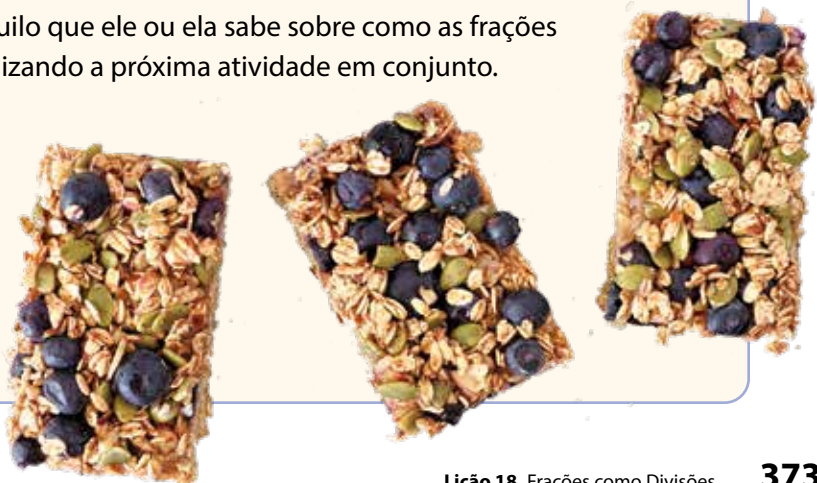 uilo que ele ou ela sabe sobre como as frações
izando a próxima atividade em conjunto.
Lição 18 Frações como Divisões 373